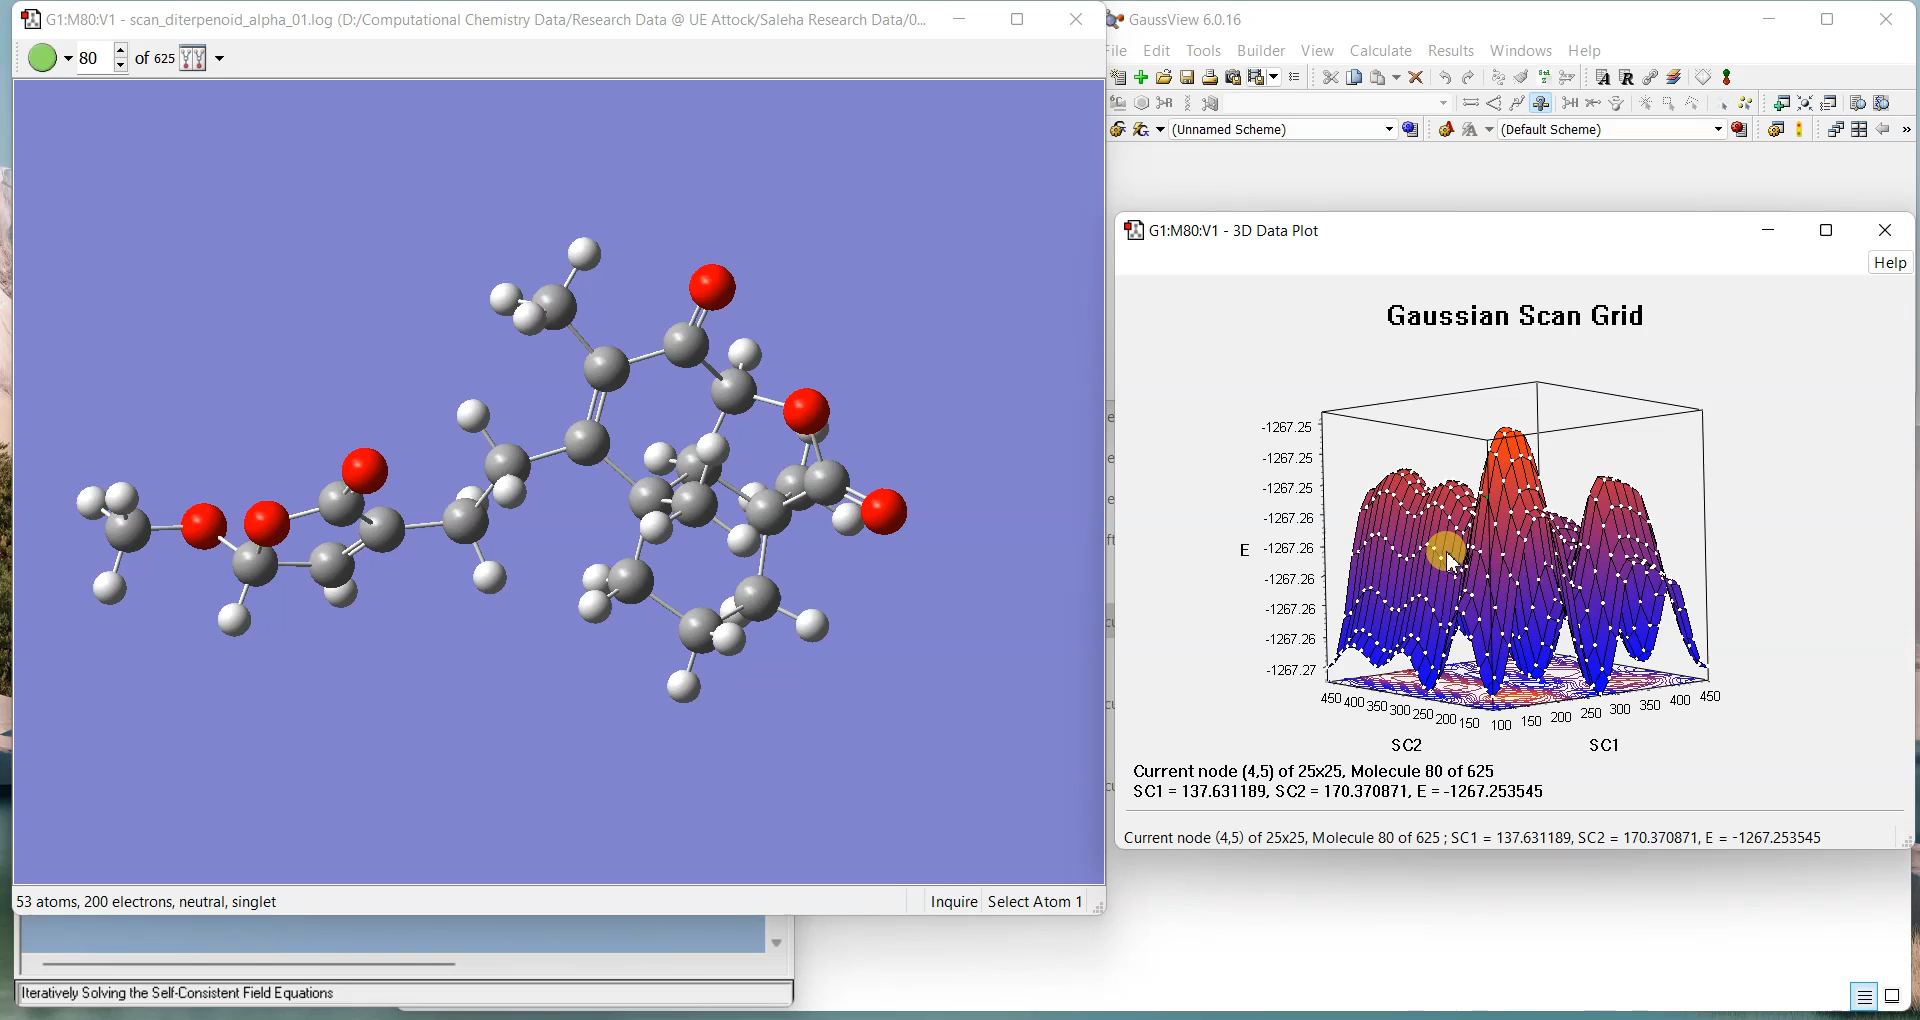 G1:M80:V1 - scan_diterpenoid_alpha_01.log (D:/Computational Chemistry Data/Research Data @ UE Attock/Saleha Research Data/0...
80
of 625
53 atoms, 200 electrons, neutral, singlet
Inquire
Select Atom 1
Iteratively Solving the Self-Consistent Field Equations
GaussView 6.0.16
File Edit Tools Builder View Calculate Results Windows Help
(Unnamed Scheme)
(Default Scheme)
G1:M80:V1 - 3D Data Plot
Help
Gaussian Scan Grid
-1267.25
-1267.25
-1267.25
-1267.26
E
-1267.26
-1267.26
-1267.26
-1267.26
-1267.27
450 400 350 300 250 200 150 100 150 200 250 300 350 400 450
SC2
SC1
Current node (4,5) of 25x25, Molecule 80 of 625
SC1 = 137.631189, SC2 = 170.370871, E = -1267.253545
Current node (4,5) of 25x25, Molecule 80 of 625 ; SC1 = 137.631189, SC2 = 170.370871, E = -1267.253545